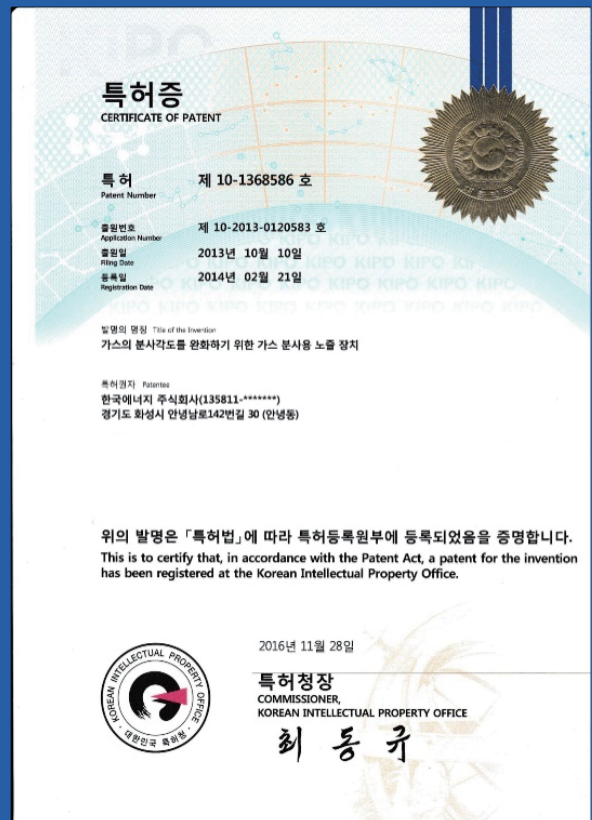 KIPO
특허증
CERTIFICATE OF PATENT
특허 제 10-1368586 호
Patent Number
출원번호 제 10-2013-0120583 호
Application Number
출원일 2013년 10월 10일
Filing Date
등록일 2014년 02월 21일
Registration Date
발명의 명칭 Title of the Invention
가스의 분사각도를 완화하기 위한 가스 분사용 노즐 장치
특허권자 Patentee
한국에너지 주식회사(135811-*******)
경기도 화성시 안녕남로142번길 30 (안녕동)
위의 발명은 「특허법」에 따라 특허등록원부에 등록되었음을 증명합니다.
This is to certify that, in accordance with the Patent Act, a patent for the invention
has been registered at the Korean Intellectual Property Office.
2016년 11월 28일
특허청장
COMMISSIONER,
KOREAN INTELLECTUAL PROPERTY OFFICE
최동규
KOREAN INTELLECTUAL PROPERTY OFFICE
대한민국 특허청